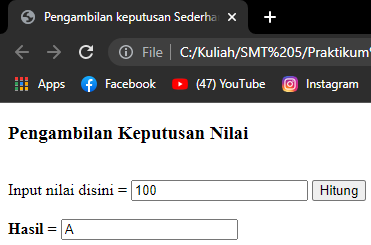 Pengambilan keputusan Sederha
File C:/Kuliah/SMT%205/Praktikum
Apps Facebook (47) YouTube Instagram
Pengambilan Keputusan Nilai
Input nilai disini = 100 Hitung
Hasil = A